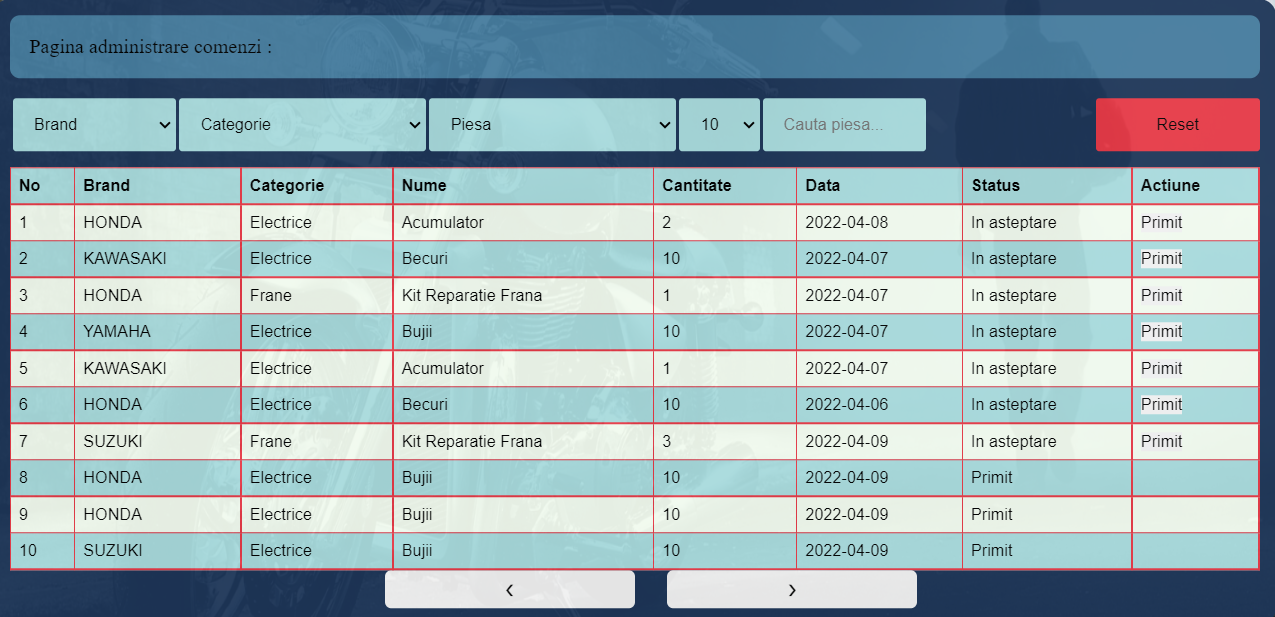 Pagina administrare comenzi :
Brand Categorie Piesa 10 Cauta piesa... Reset
No Brand Categorie Nume Cantitate Data Status Actiune
1 HONDA Electrice Acumulator 2 2022-04-08 In asteptare Primit
2 KAWASAKI Electrice Becuri 10 2022-04-07 In asteptare Primit
3 HONDA Frane Kit Reparatie Frana 1 2022-04-07 In asteptare Primit
4 YAMAHA Electrice Bujii 10 2022-04-07 In asteptare Primit
5 KAWASAKI Electrice Acumulator 1 2022-04-07 In asteptare Primit
6 HONDA Electrice Becuri 10 2022-04-06 In asteptare Primit
7 SUZUKI Frane Kit Reparatie Frana 3 2022-04-09 In asteptare Primit
8 HONDA Electrice Bujii 10 2022-04-09 Primit
9 HONDA Electrice Bujii 10 2022-04-09 Primit
10 SUZUKI Electrice Bujii 10 2022-04-09 Primit
‹ ›